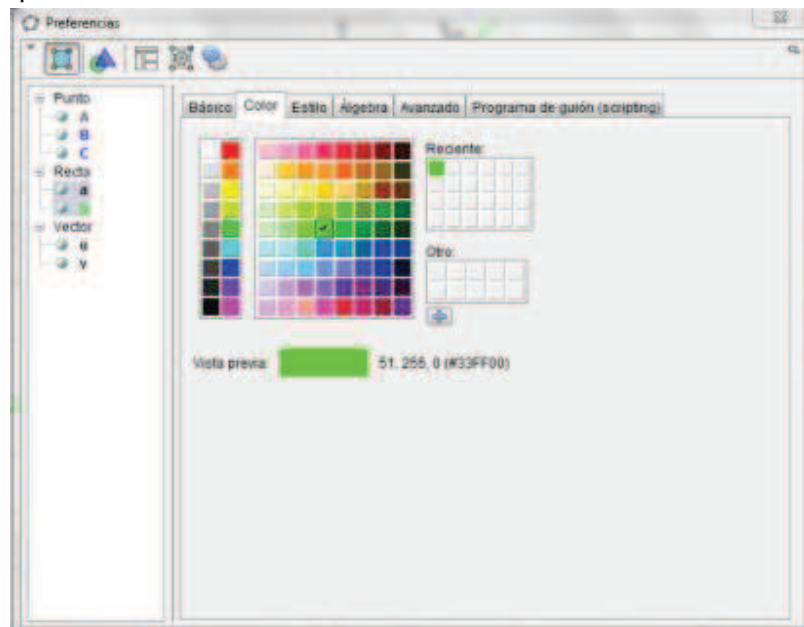 Preferencias
Básico Color Estilo Álgebra Avanzado Programa de guión (scripting)
Punto
A
B
C
Recta
a
b
Vector
u
v
Reciente:
Otro:
Vista previa: 51, 255, 0 (#33FF00)